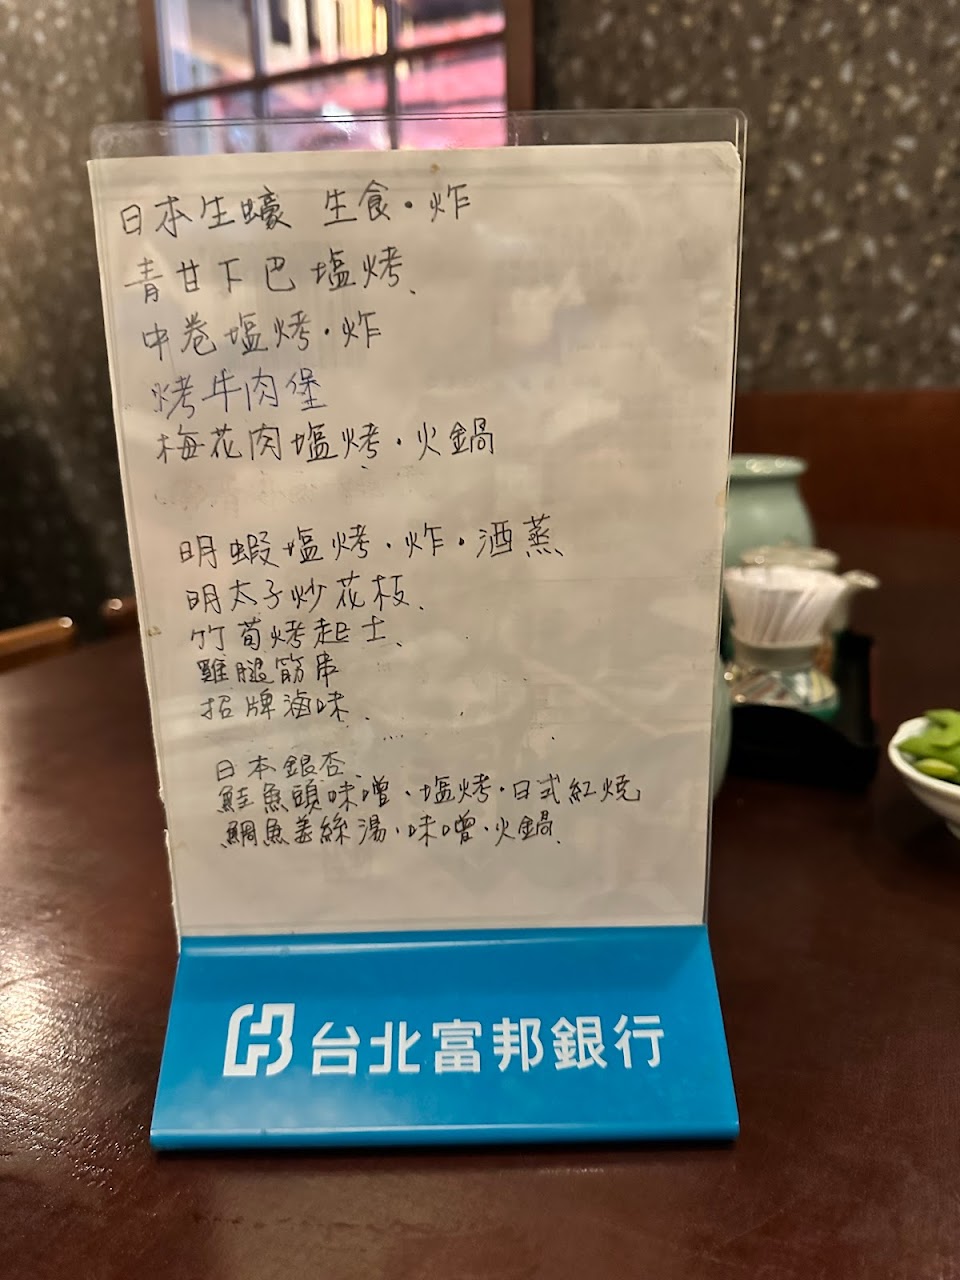 日本生蠔 生食·炸
青甘下巴塩烤、
中卷塩烤·炸
烤牛肉堡
梅花肉塩烤·火鍋
明蝦塩烤·炸·酒蒸
明太子炒花枝、
竹荀烤起士、
雞腿筋串
招牌滷味、
日本銀杏、
鮭魚頭味噌、塩烤·日式紅燒
鯛魚姜絲湯·味噌·火鍋、
台北富邦銀行